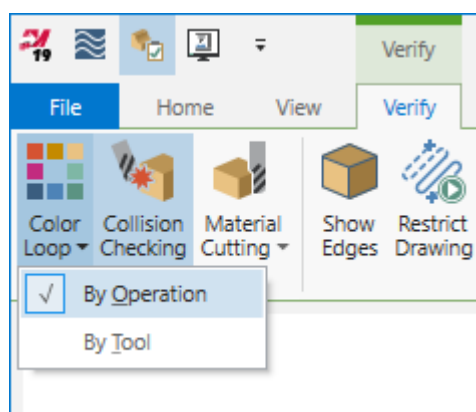 19
Verify
File Home View Verify
Color Loop
Collision Checking
Material Cutting
Show Edges
Restrict Drawing
√ By Operation
By Tool